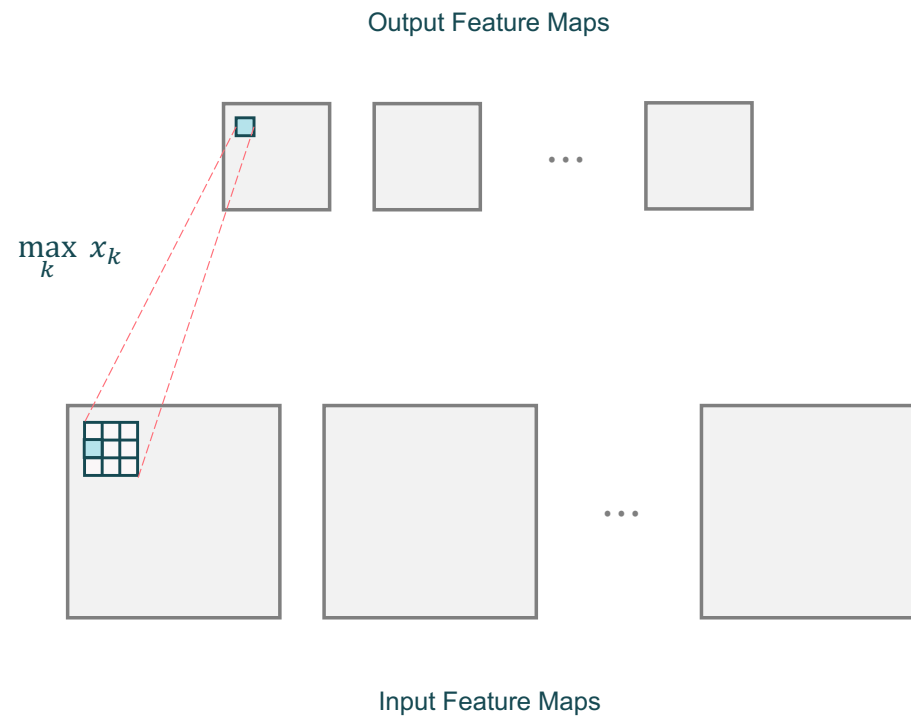 Output Feature Maps
...
max x_k
k
...
Input Feature Maps